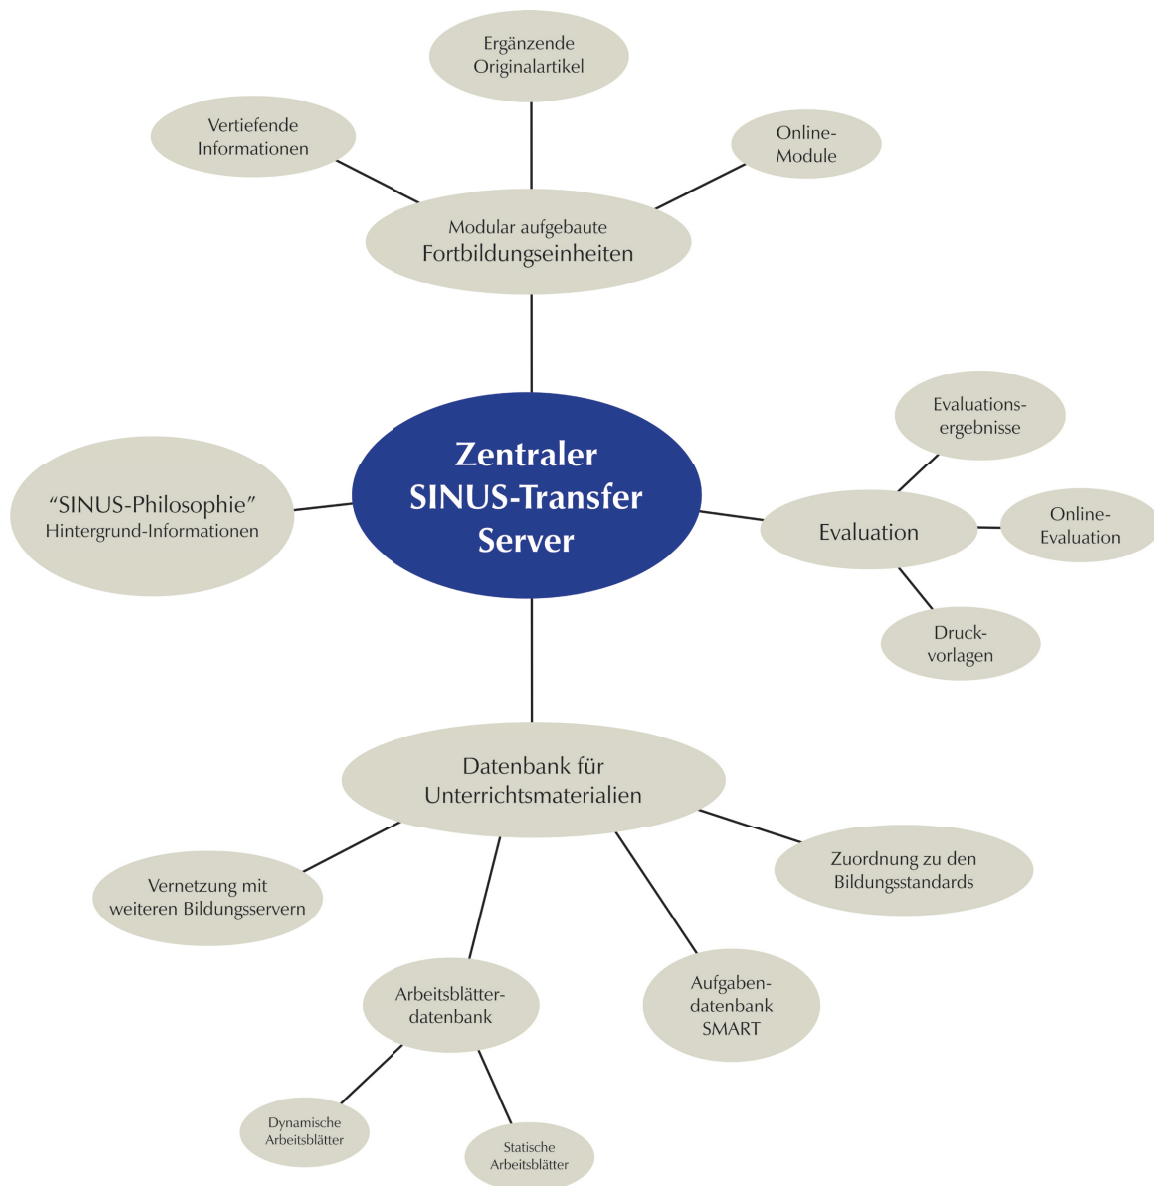 Ergänzende
Originalartikel
Vertiefende
Informationen
Online-
Module
Modular aufgebaute
Fortbildungseinheiten
Zentraler
SINUS-Transfer
Server
“SINUS-Philosophie”
Hintergrund-Informationen
Evaluations-
ergebnisse
Evaluation
Online-
Evaluation
Druck-
vorlagen
Datenbank für
Unterrichtsmaterialien
Vernetzung mit
weiteren Bildungsservern
Zuordnung zu den
Bildungsstandards
Arbeitsblätter-
datenbank
Aufgaben-
datenbank
SMART
Dynamische
Arbeitsblätter
Statische
Arbeitsblätter